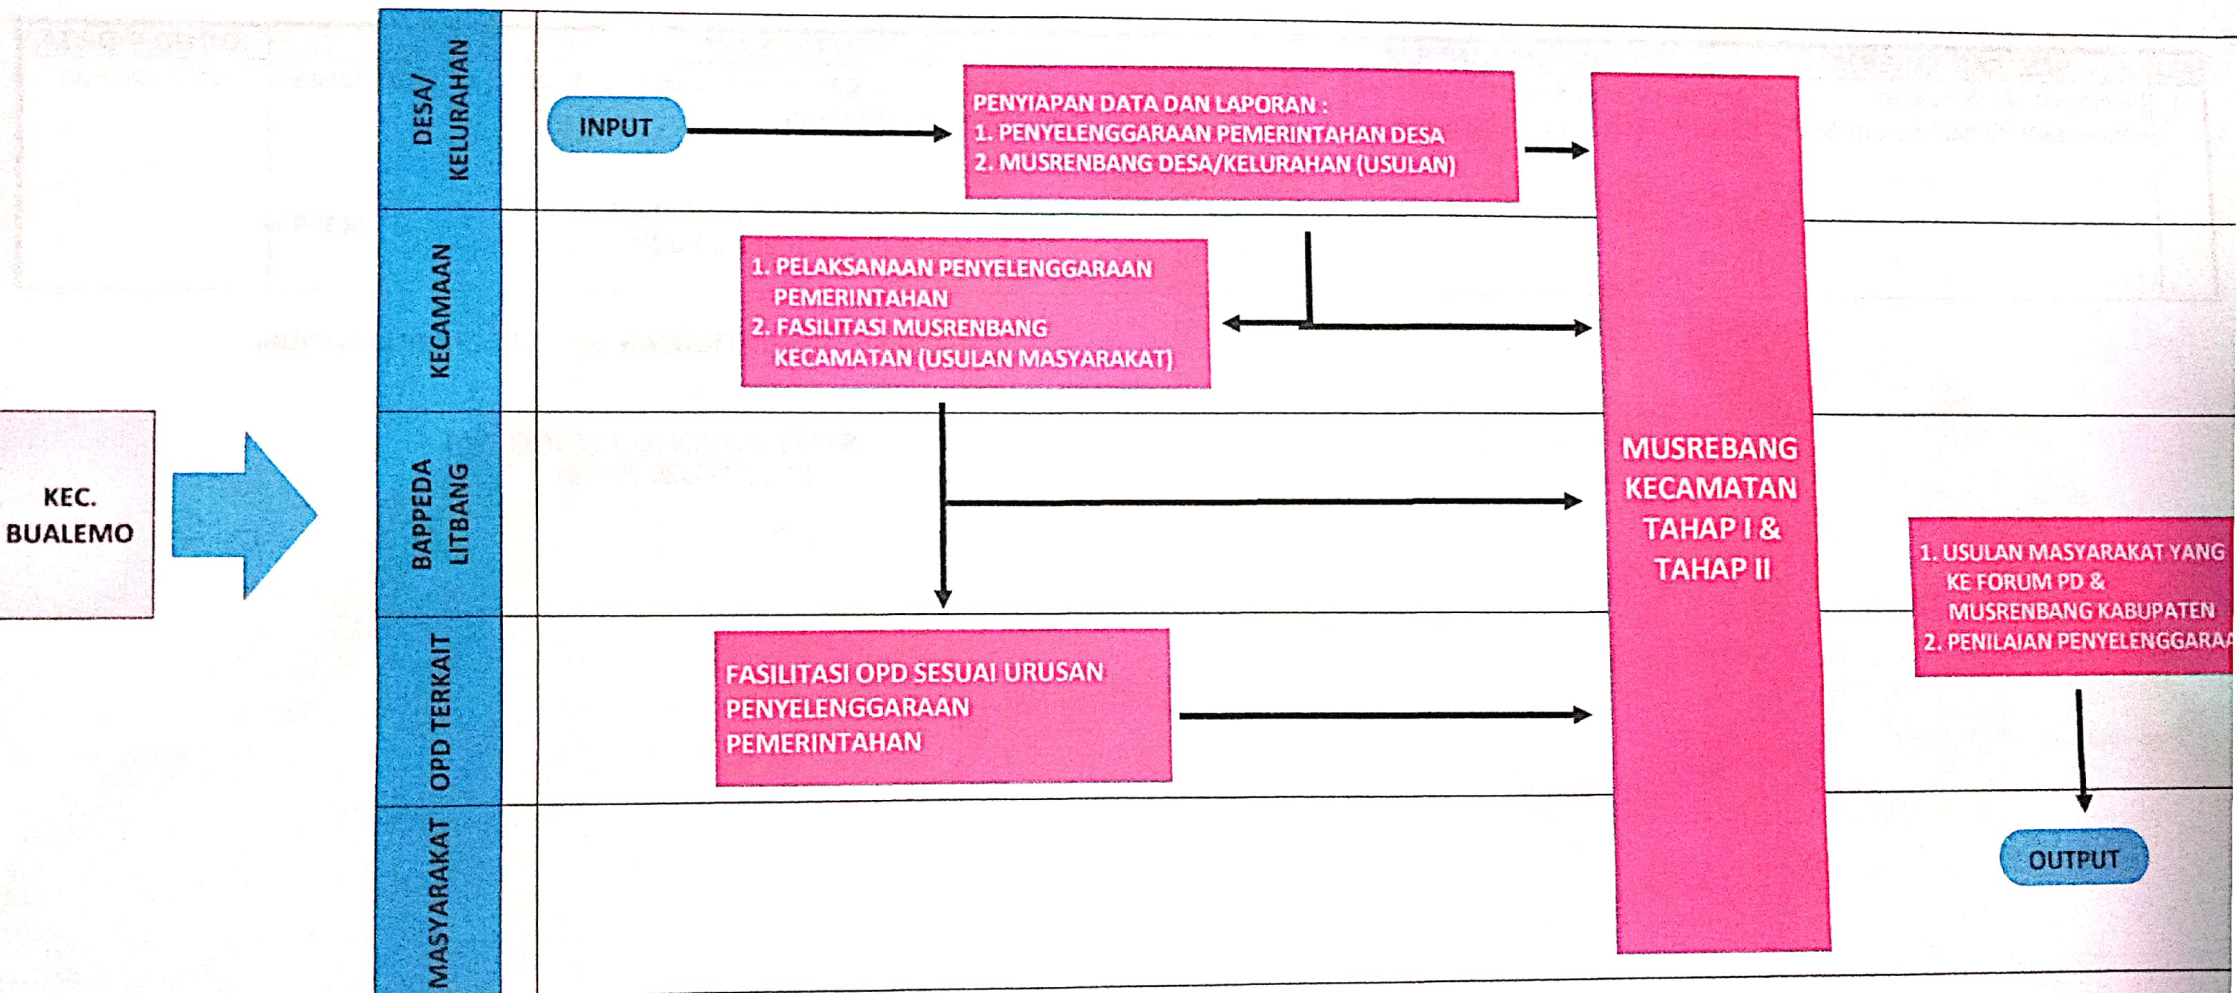 KEC.
BUALEMO
DESA/
KELURAHAN
INPUT
PENYIAPAN DATA DAN LAPORAN :
1. PENYELENGGARAAN PEMERINTAHAN DESA
2. MUSRENBANG DESA/KELURAHAN (USULAN)
KECAMAAN
1. PELAKSANAAN PENYELENGGARAAN
PEMERINTAHAN
2. FASILITASI MUSRENBANG
KECAMATAN (USULAN MASYARAKAT)
BAPPEDA
LITBANG
MUSREBANG
KECAMATAN
TAHAP I &
TAHAP II
1. USULAN MASYARAKAT YANG
KE FORUM PD &
MUSRENBANG KABUPATEN
2. PENILAIAN PENYELENGGARAA
OPD TERKAIT
FASILITASI OPD SESUAI URUSAN
PENYELENGGARAAN
PEMERINTAHAN
MASYARAKAT
OUTPUT